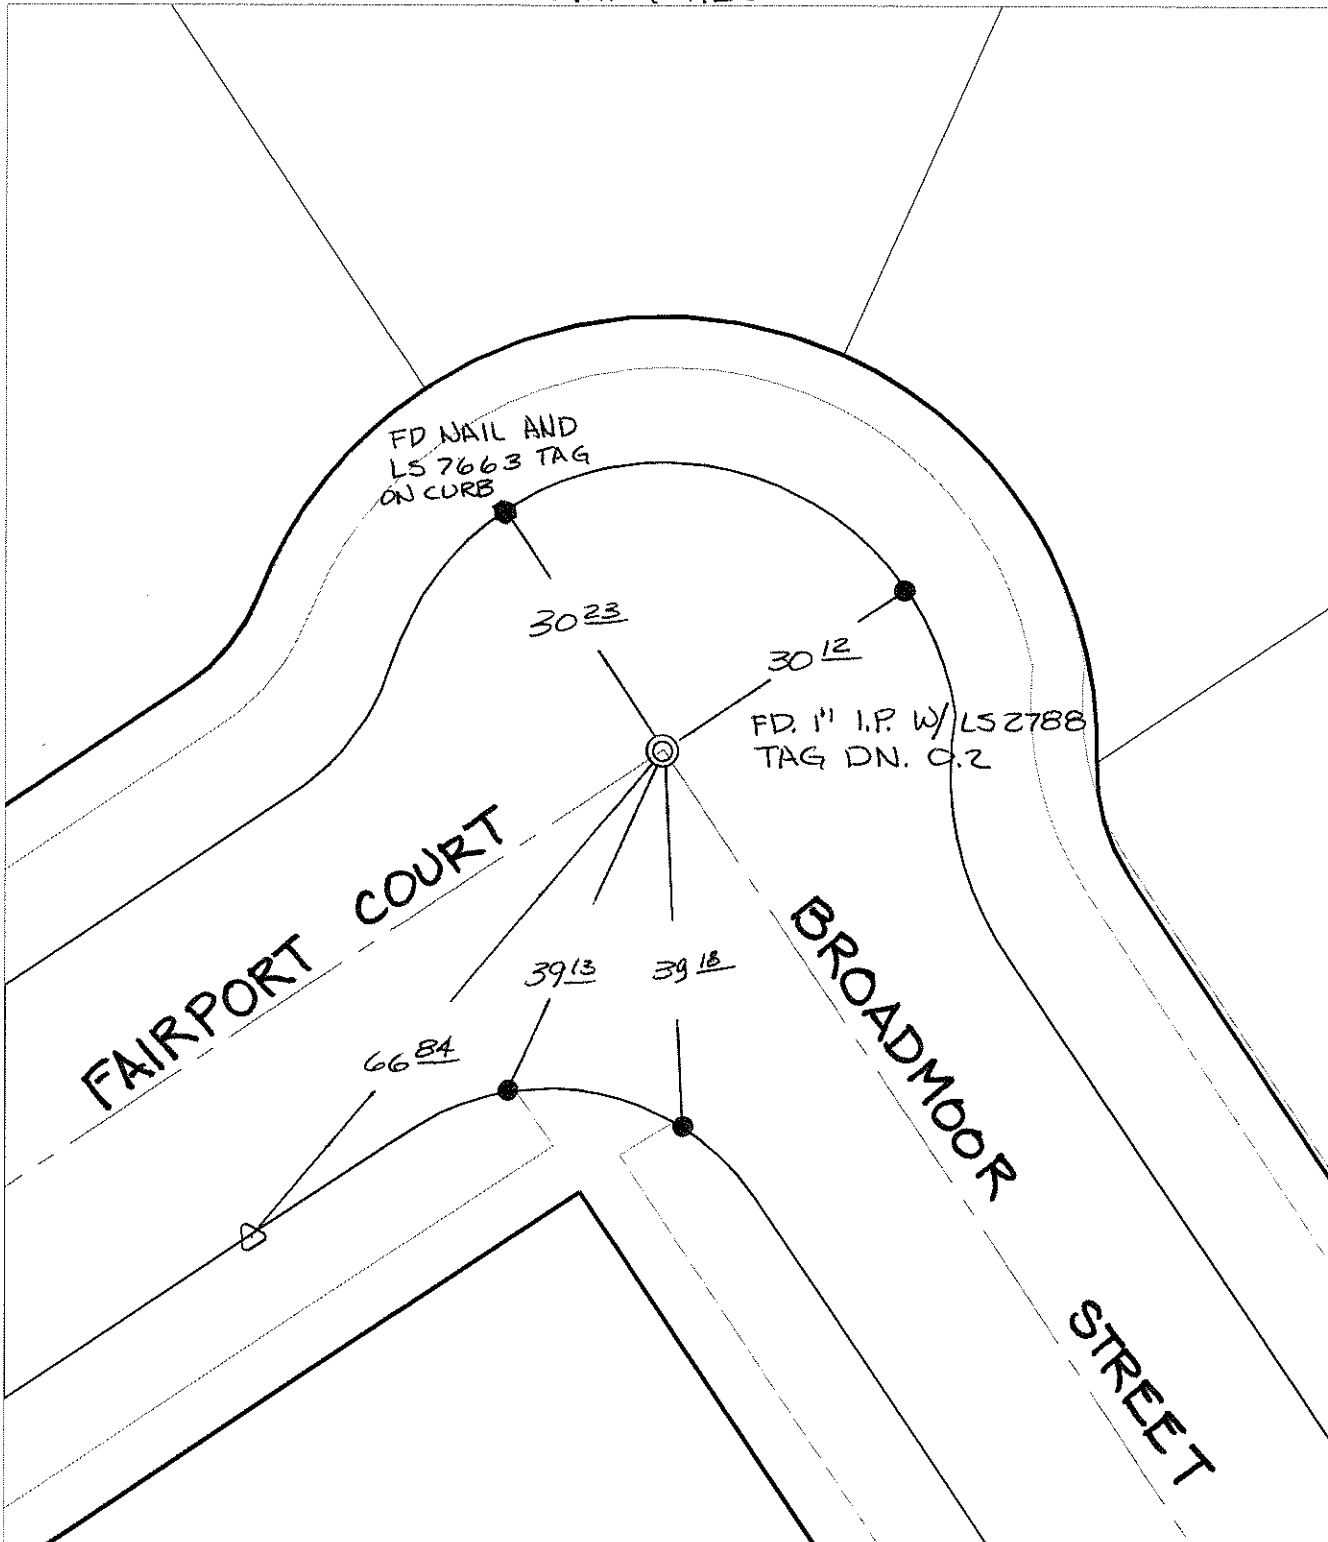 FD NAIL AND
LS 7663 TAG
ON CURB
30 23
30 12
FD. 1" I.P. W/ LS 2788
TAG DN. 0.2
FAIRPORT COURT
BROADMOOR STREET
39 13
39 18
66 84